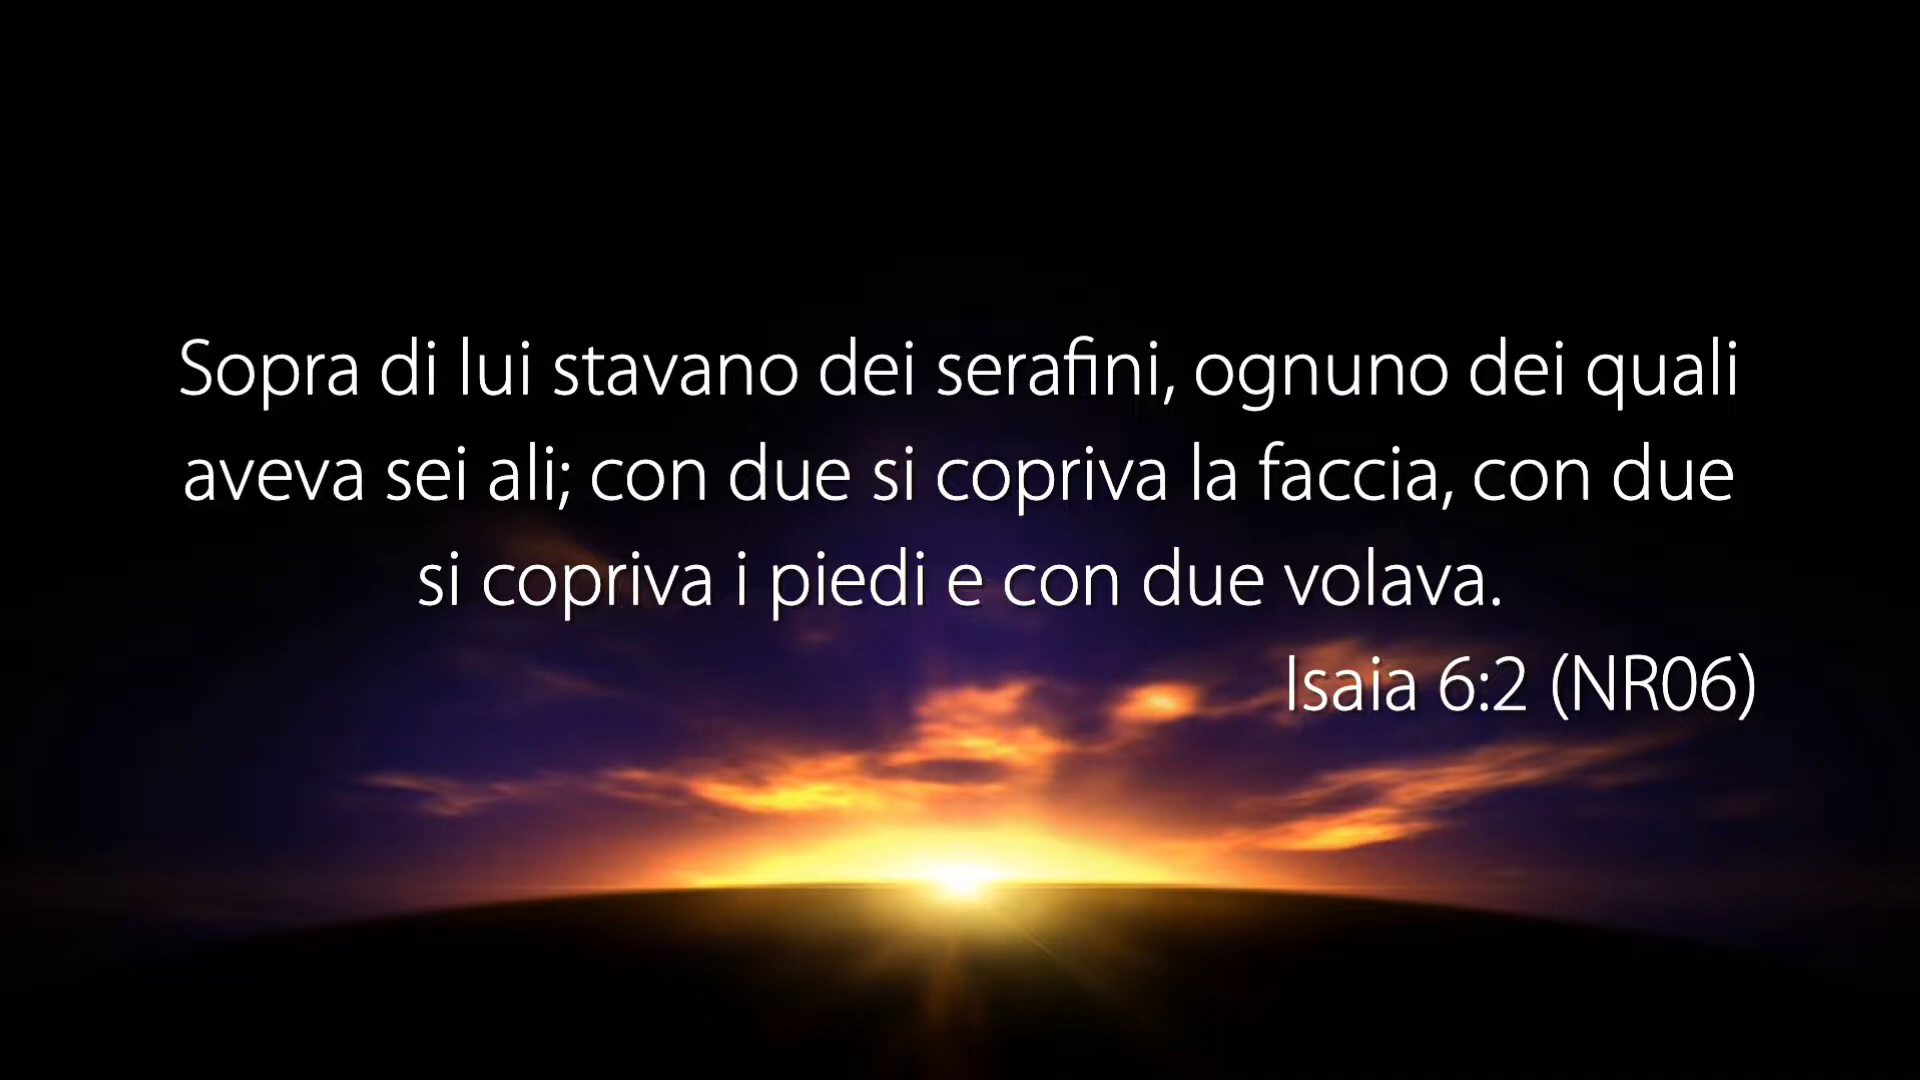 Sopra di lui stavano dei serafini, ognuno dei quali
aveva sei ali; con due si copriva la faccia, con due
si copriva i piedi e con due volava.
Isaia 6:2 (NR06)